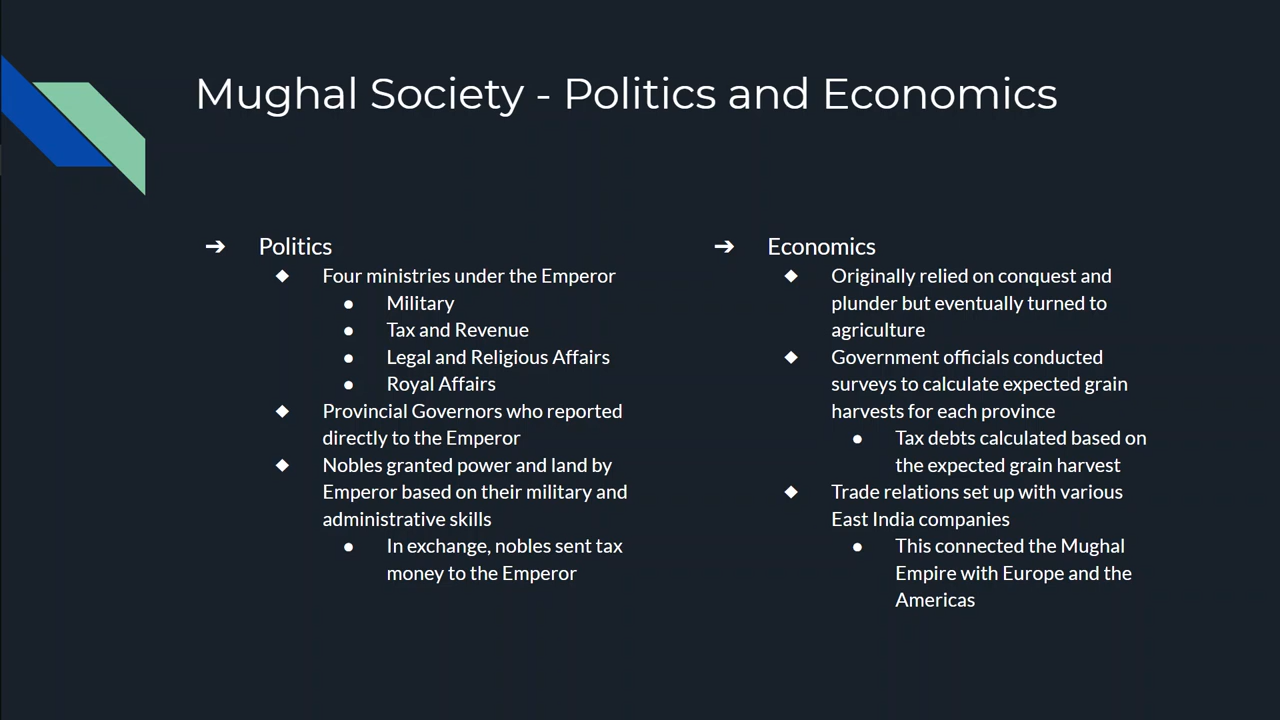 Mughal Society - Politics and Economics
➔ Politics
◆ Four ministries under the Emperor
● Military
● Tax and Revenue
● Legal and Religious Affairs
● Royal Affairs
◆ Provincial Governors who reported
directly to the Emperor
◆ Nobles granted power and land by
Emperor based on their military and
administrative skills
● In exchange, nobles sent tax
money to the Emperor
➔ Economics
◆ Originally relied on conquest and
plunder but eventually turned to
agriculture
◆ Government officials conducted
surveys to calculate expected grain
harvests for each province
● Tax debts calculated based on
the expected grain harvest
◆ Trade relations set up with various
East India companies
● This connected the Mughal
Empire with Europe and the
Americas